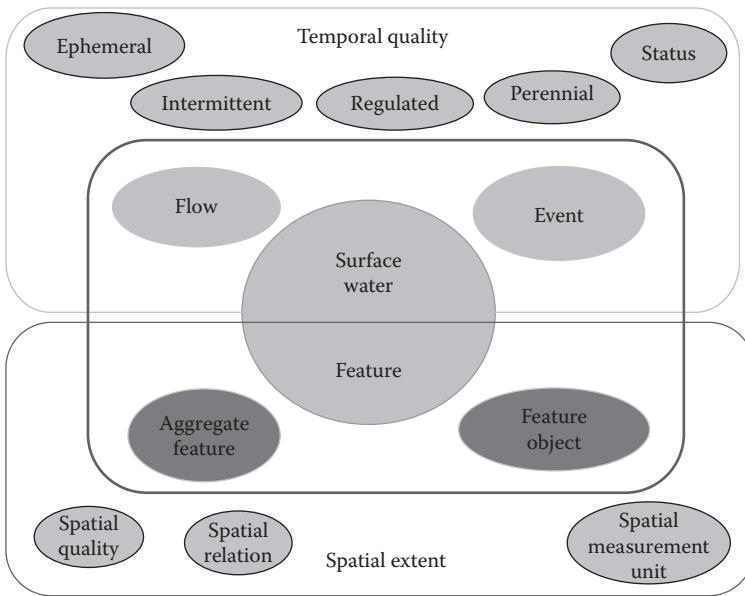 Ephemeral
Temporal quality
Status
Intermittent
Regulated
Perennial
Flow
Event
Surface
water
Feature
Aggregate
feature
Feature
object
Spatial
quality
Spatial
relation
Spatial extent
Spatial
measurement
unit